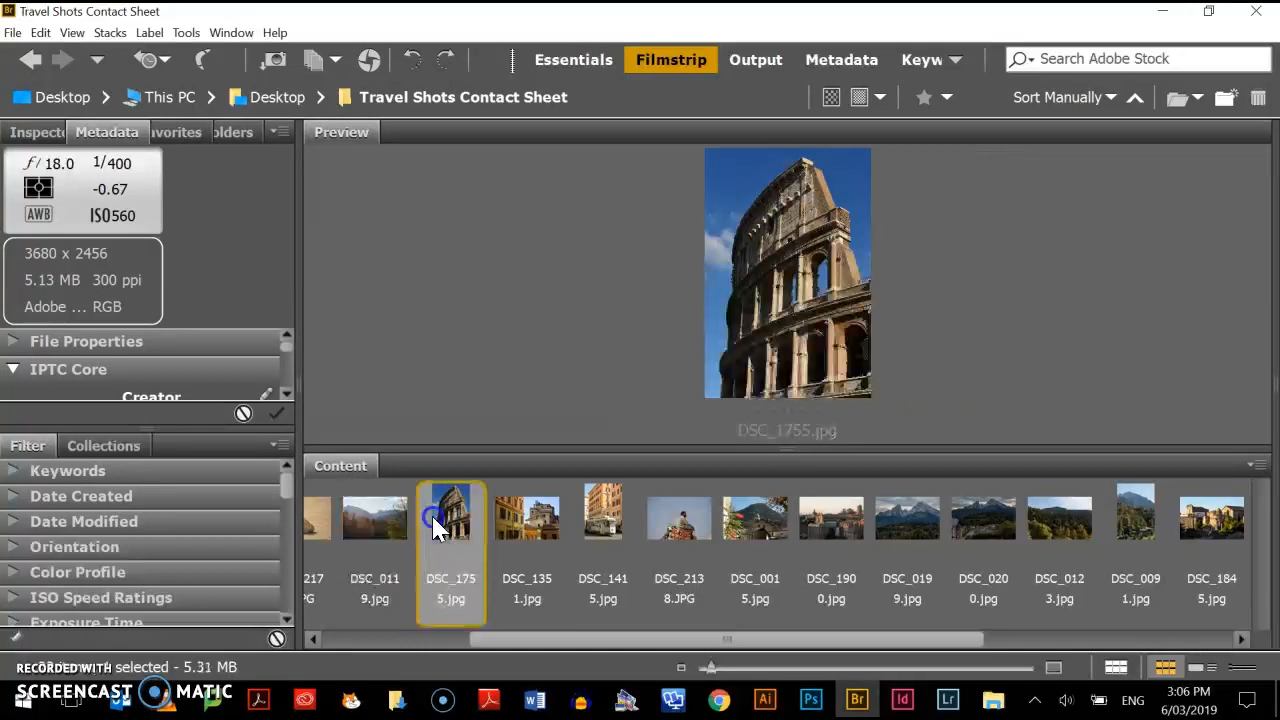 Br Travel Shots Contact Sheet
File Edit View Stacks Label Tools Window Help
Essentials Filmstrip Output Metadata Keyw Search Adobe Stock
Desktop This PC Desktop Travel Shots Contact Sheet Sort Manually
Inspect Metadata avorites olders
Preview
f/ 18.0 1/400
-0.67
AWB ISO560
3680 x 2456
5.13 MB 300 ppi
Adobe ... RGB
File Properties
IPTC Core
Creator
DSC_1755.jpg
Filter Collections
Keywords
Date Created
Date Modified
Orientation
Color Profile
ISO Speed Ratings
Exposure Time
Content
217 DSC_011 DSC_175 DSC_135 DSC_141 DSC_213 DSC_001 DSC_190 DSC_019 DSC_020 DSC_012 DSC_009 DSC_184
PG 9.jpg 5.jpg 1.jpg 5.jpg 8.JPG 5.jpg 0.jpg 9.jpg 0.jpg 3.jpg 1.jpg 5.jpg
selected - 5.31 MB
RECORDED WITH
SCREENCAST MATIC
W Ai Ps Br Id Lr
ENG
3:06 PM
6/03/2019